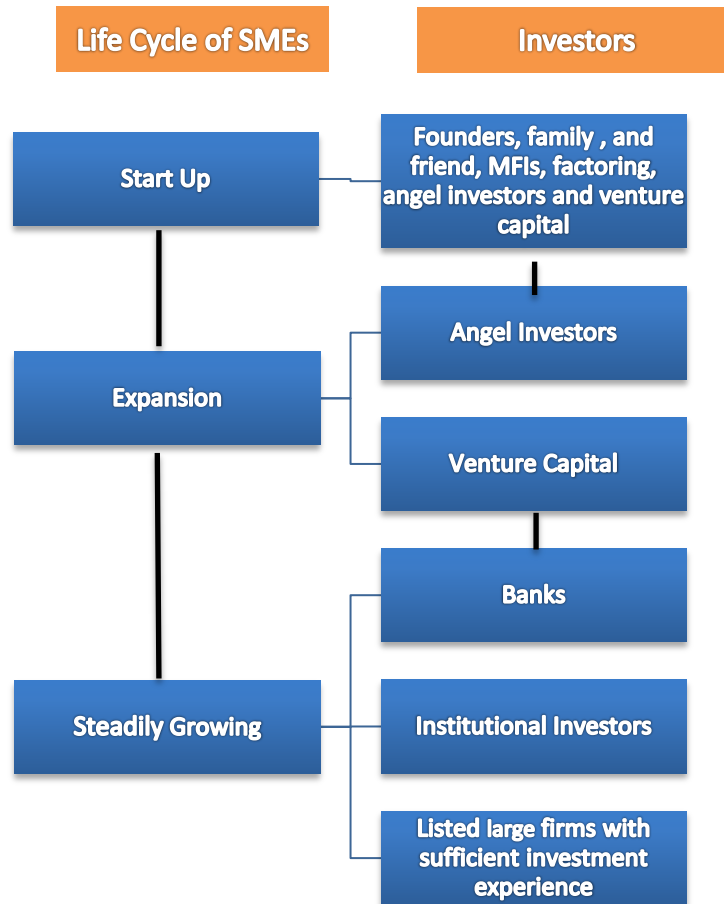 Life Cycle of SMEs
Investors
Start Up
Founders, family , and
friend, MFIs, factoring,
angel investors and venture
capital
Angel Investors
Expansion
Venture Capital
Banks
Steadily Growing
Institutional Investors
Listed large firms with
sufficient investment
experience